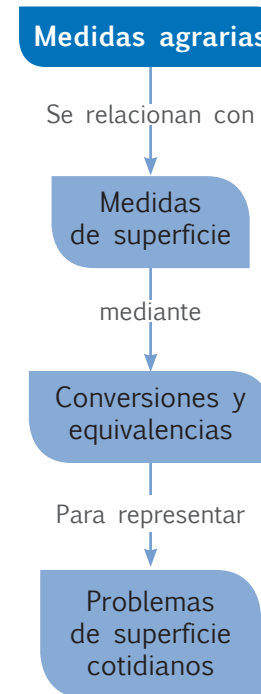 Medidas agrarias
Se relacionan con
Medidas
de superficie
mediante
Conversiones y
equivalencias
Para representar
Problemas
de superficie
cotidianos